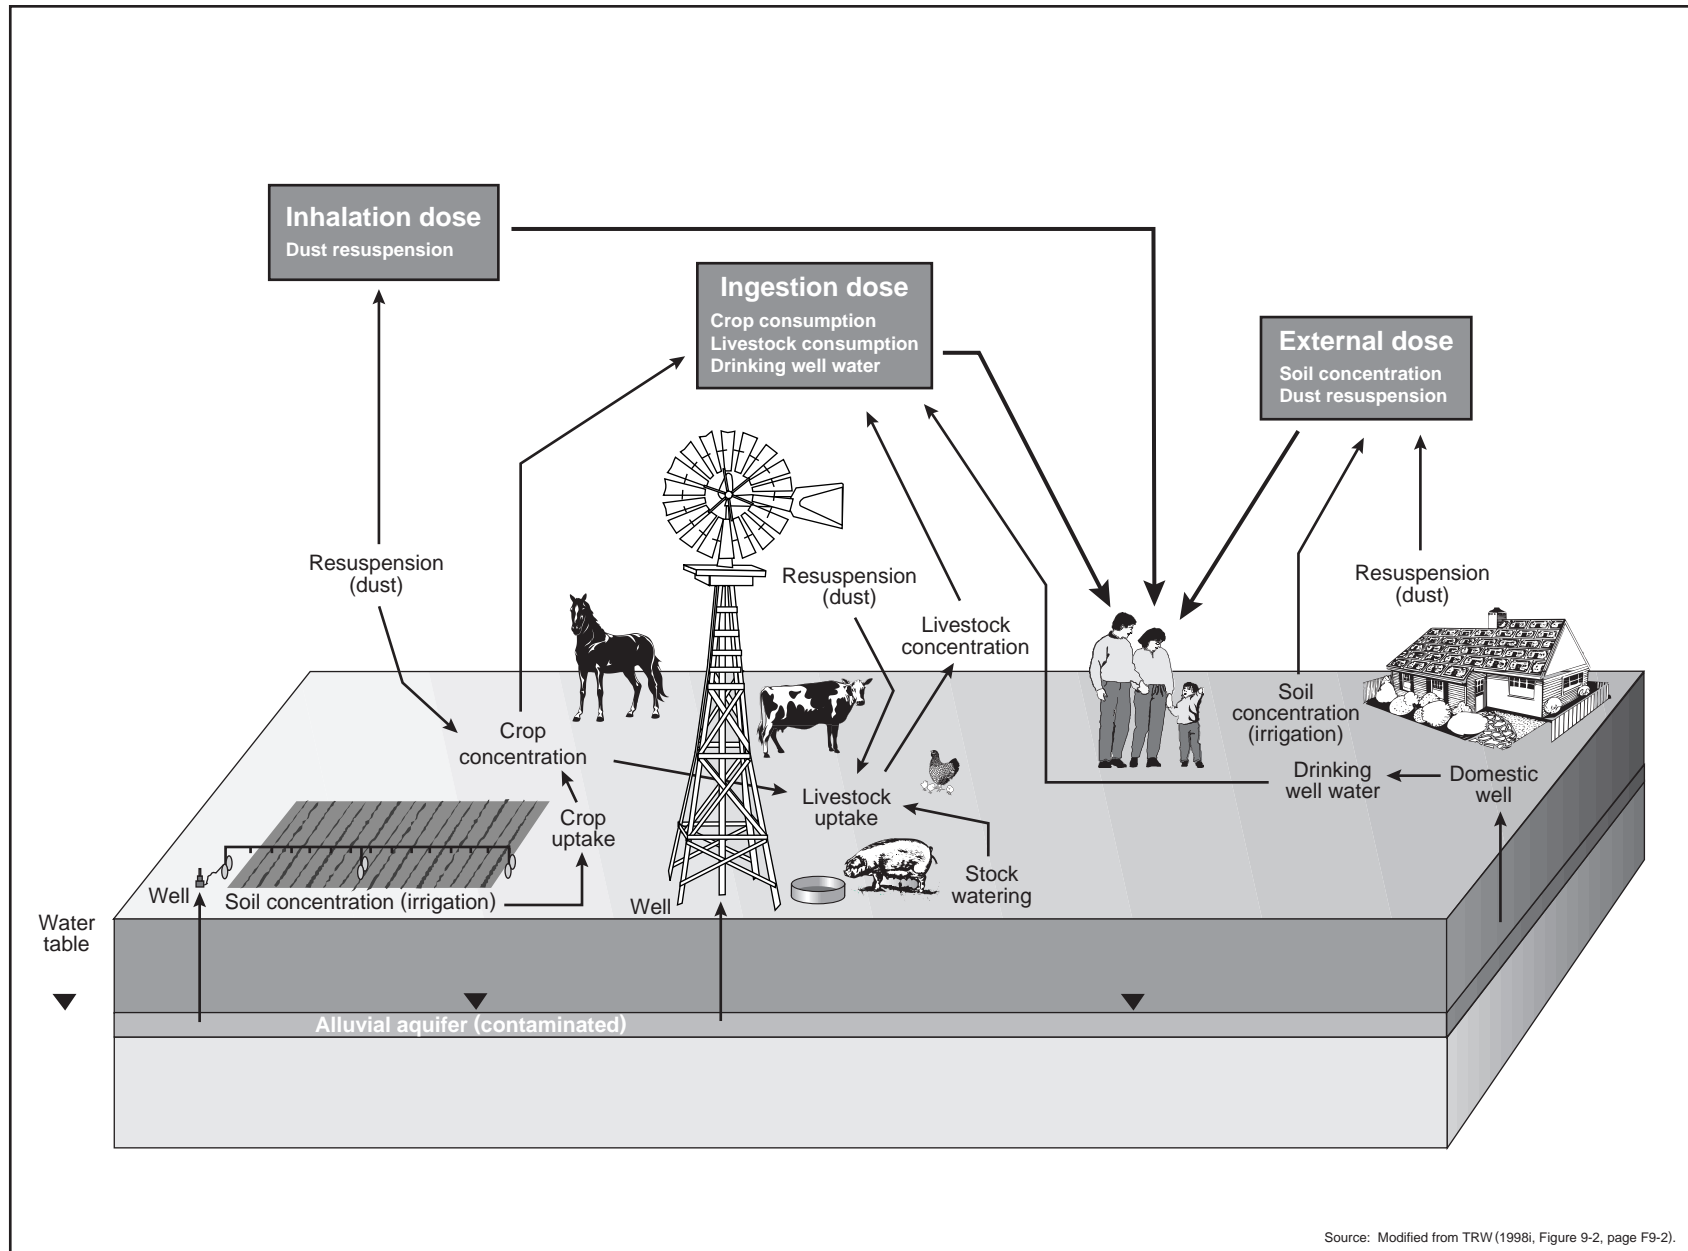 Inhalation dose
Dust resuspension
Ingestion dose
Crop consumption
Livestock consumption
Drinking well water
External dose
Soil concentration
Dust resuspension
Resuspension
(dust)
Resuspension
(dust)
Resuspension
(dust)
Livestock
concentration
Soil
concentration
(irrigation)
Crop
concentration
Drinking
well water
Domestic
well
Livestock
uptake
Crop
uptake
Stock
watering
Well
Soil concentration (irrigation)
Well
Water
table
Alluvial aquifer (contaminated)
Source: Modified from TRW (1998i, Figure 9-2, page F9-2).